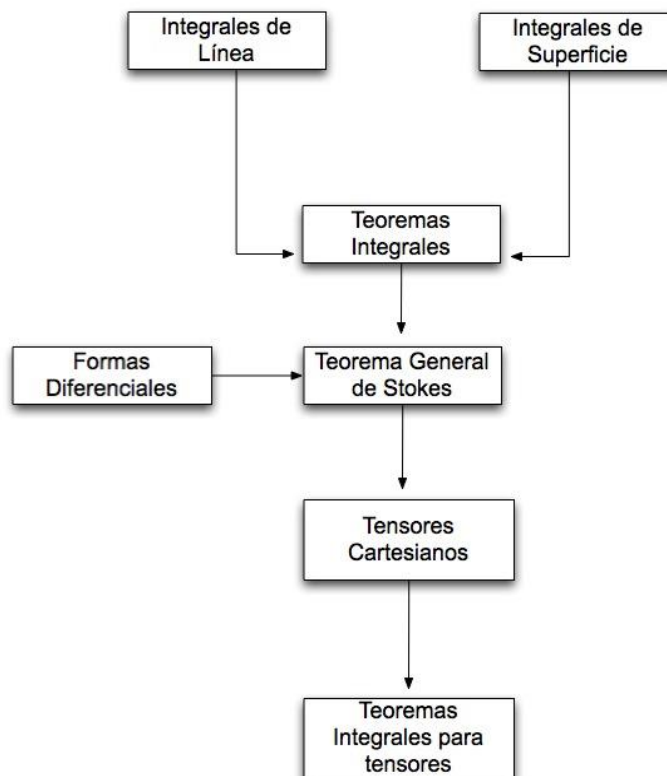 Integrales de
Línea
Integrales de
Superficie
Teoremas
Integrales
Formas
Diferenciales
Teorema General
de Stokes
Tensores
Cartesianos
Teoremas
Integrales para
tensores